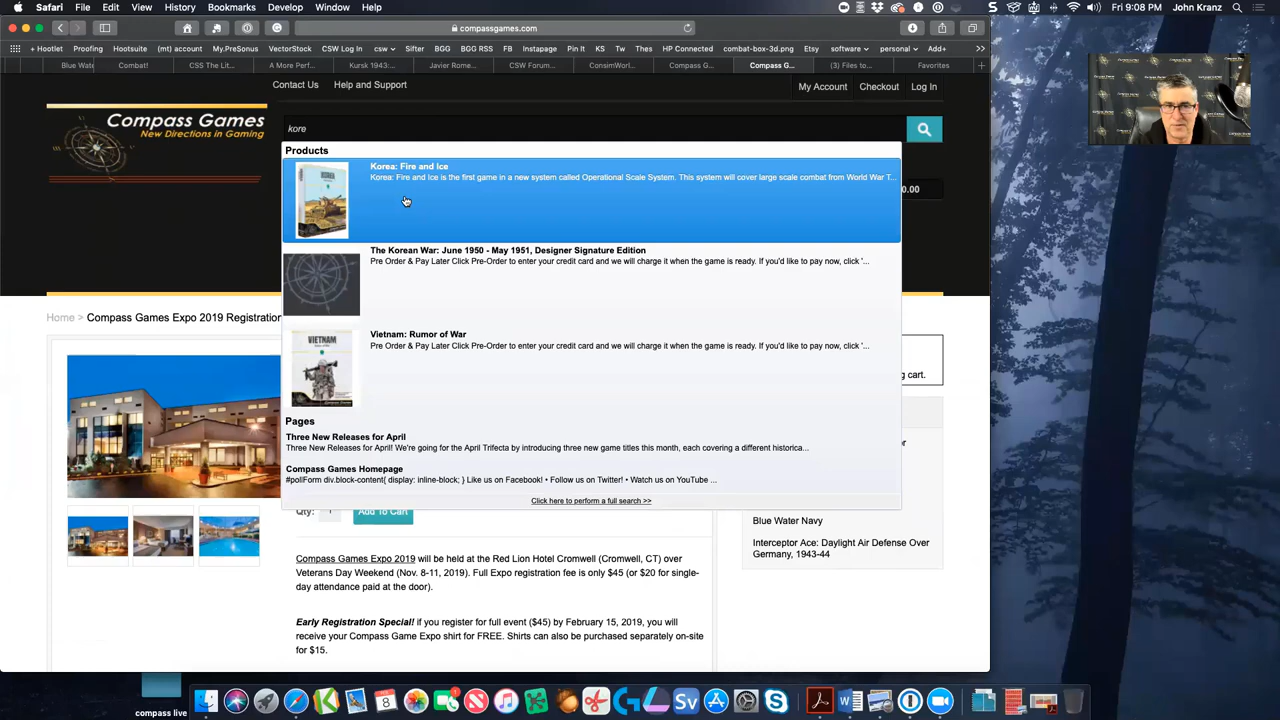 Safari File Edit View History Bookmarks Develop Window Help
Fri 9:08 PM John Kranz
compassgames.com
+ Hootlet Proofing Hootsuite (mt) account My.PreSonus VectorStock CSW Log In csw Sifter BGG BGG RSS FB Instapage Pin It KS Tw Thes HP Connected combat-box-3d.png Etsy software personal Add+
Blue Wate Combat! CSS The Lit... A More Perf... Kursk 1943:... Javier Rome... CSW Forum... ConsimWorl... Compass G... Compass G... (3) Files to... Favorites
Contact Us Help and Support
My Account Checkout Log In
Compass Games
New Directions in Gaming
kore
Products
Korea: Fire and Ice
Korea: Fire and Ice is the first game in a new system called Operational Scale System. This system will cover large scale combat from World War T...
0.00
The Korean War: June 1950 - May 1951, Designer Signature Edition
Pre Order & Pay Later Click Pre-Order to enter your credit card and we will charge it when the game is ready. If you'd like to pay now, click '...
Home > Compass Games Expo 2019 Registration
Vietnam: Rumor of War
Pre Order & Pay Later Click Pre-Order to enter your credit card and we will charge it when the game is ready. If you'd like to pay now, click '...
VIETNAM
g cart.
Pages
Three New Releases for April
Three New Releases for April! We're going for the April Trifecta by introducing three new game titles this month, each covering a different historica...
or
Compass Games Homepage
#pollForm div.block-content{ display: inline-block; } Like us on Facebook! • Follow us on Twitter! • Watch us on YouTube ...
Click here to perform a full search >>
Qty: 1 Add To Cart
Blue Water Navy
Interceptor Ace: Daylight Air Defense Over
Germany, 1943-44
Compass Games Expo 2019 will be held at the Red Lion Hotel Cromwell (Cromwell, CT) over
Veterans Day Weekend (Nov. 8-11, 2019). Full Expo registration fee is only $45 (or $20 for single-
day attendance paid at the door).
Early Registration Special! if you register for full event ($45) by February 15, 2019, you will
receive your Compass Game Expo shirt for FREE. Shirts can also be purchased separately on-site
for $15.
compass live